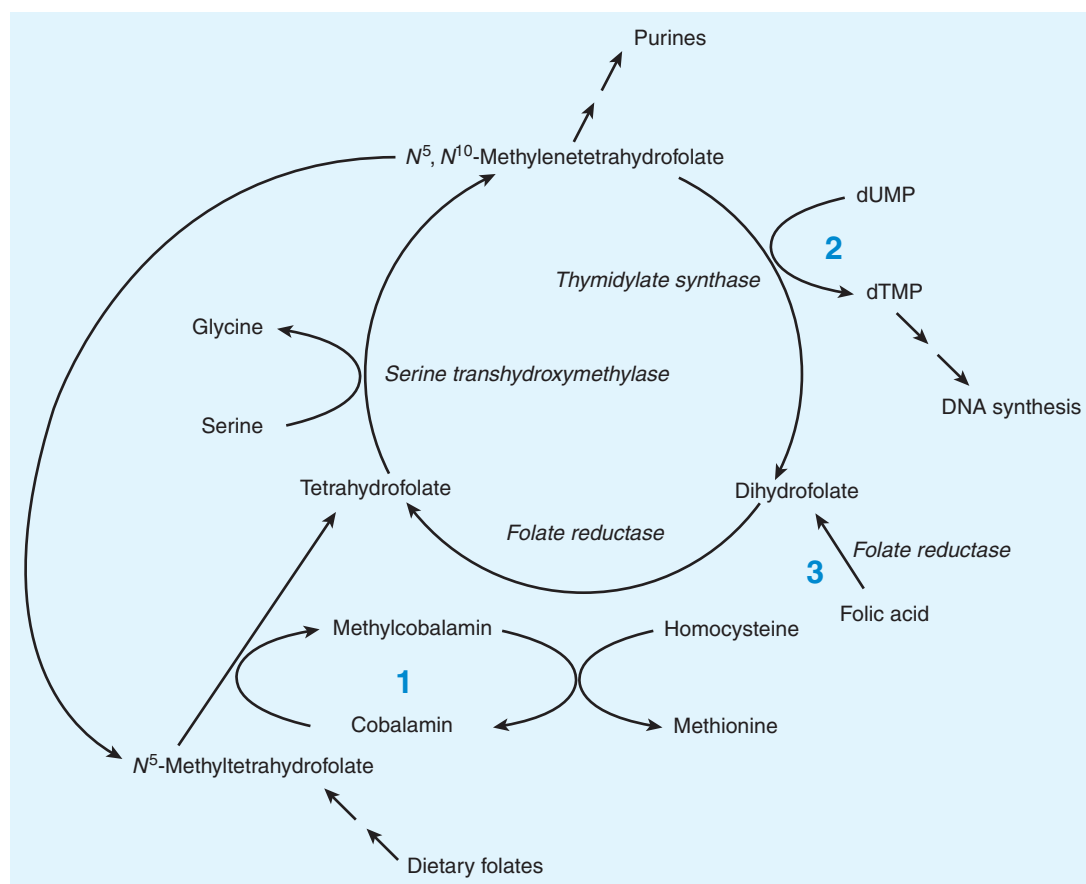 Purines
N⁵, N¹⁰-Methylenetetrahydrofolate
dUMP
2
Thymidylate synthase
dTMP
Glycine
Serine transhydroxymethylase
DNA synthesis
Serine
Tetrahydrofolate
Dihydrofolate
Folate reductase
Folate reductase
3
Folic acid
Methylcobalamin
Homocysteine
1
Cobalamin
Methionine
N⁵-Methyltetrahydrofolate
Dietary folates